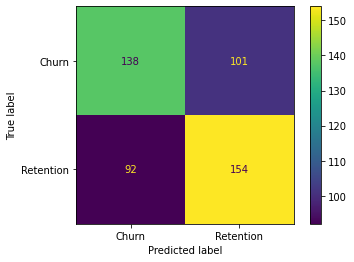 Churn 138 101
Retention 92 154
Churn Retention
Predicted label
True label
150
140
130
120
110
100